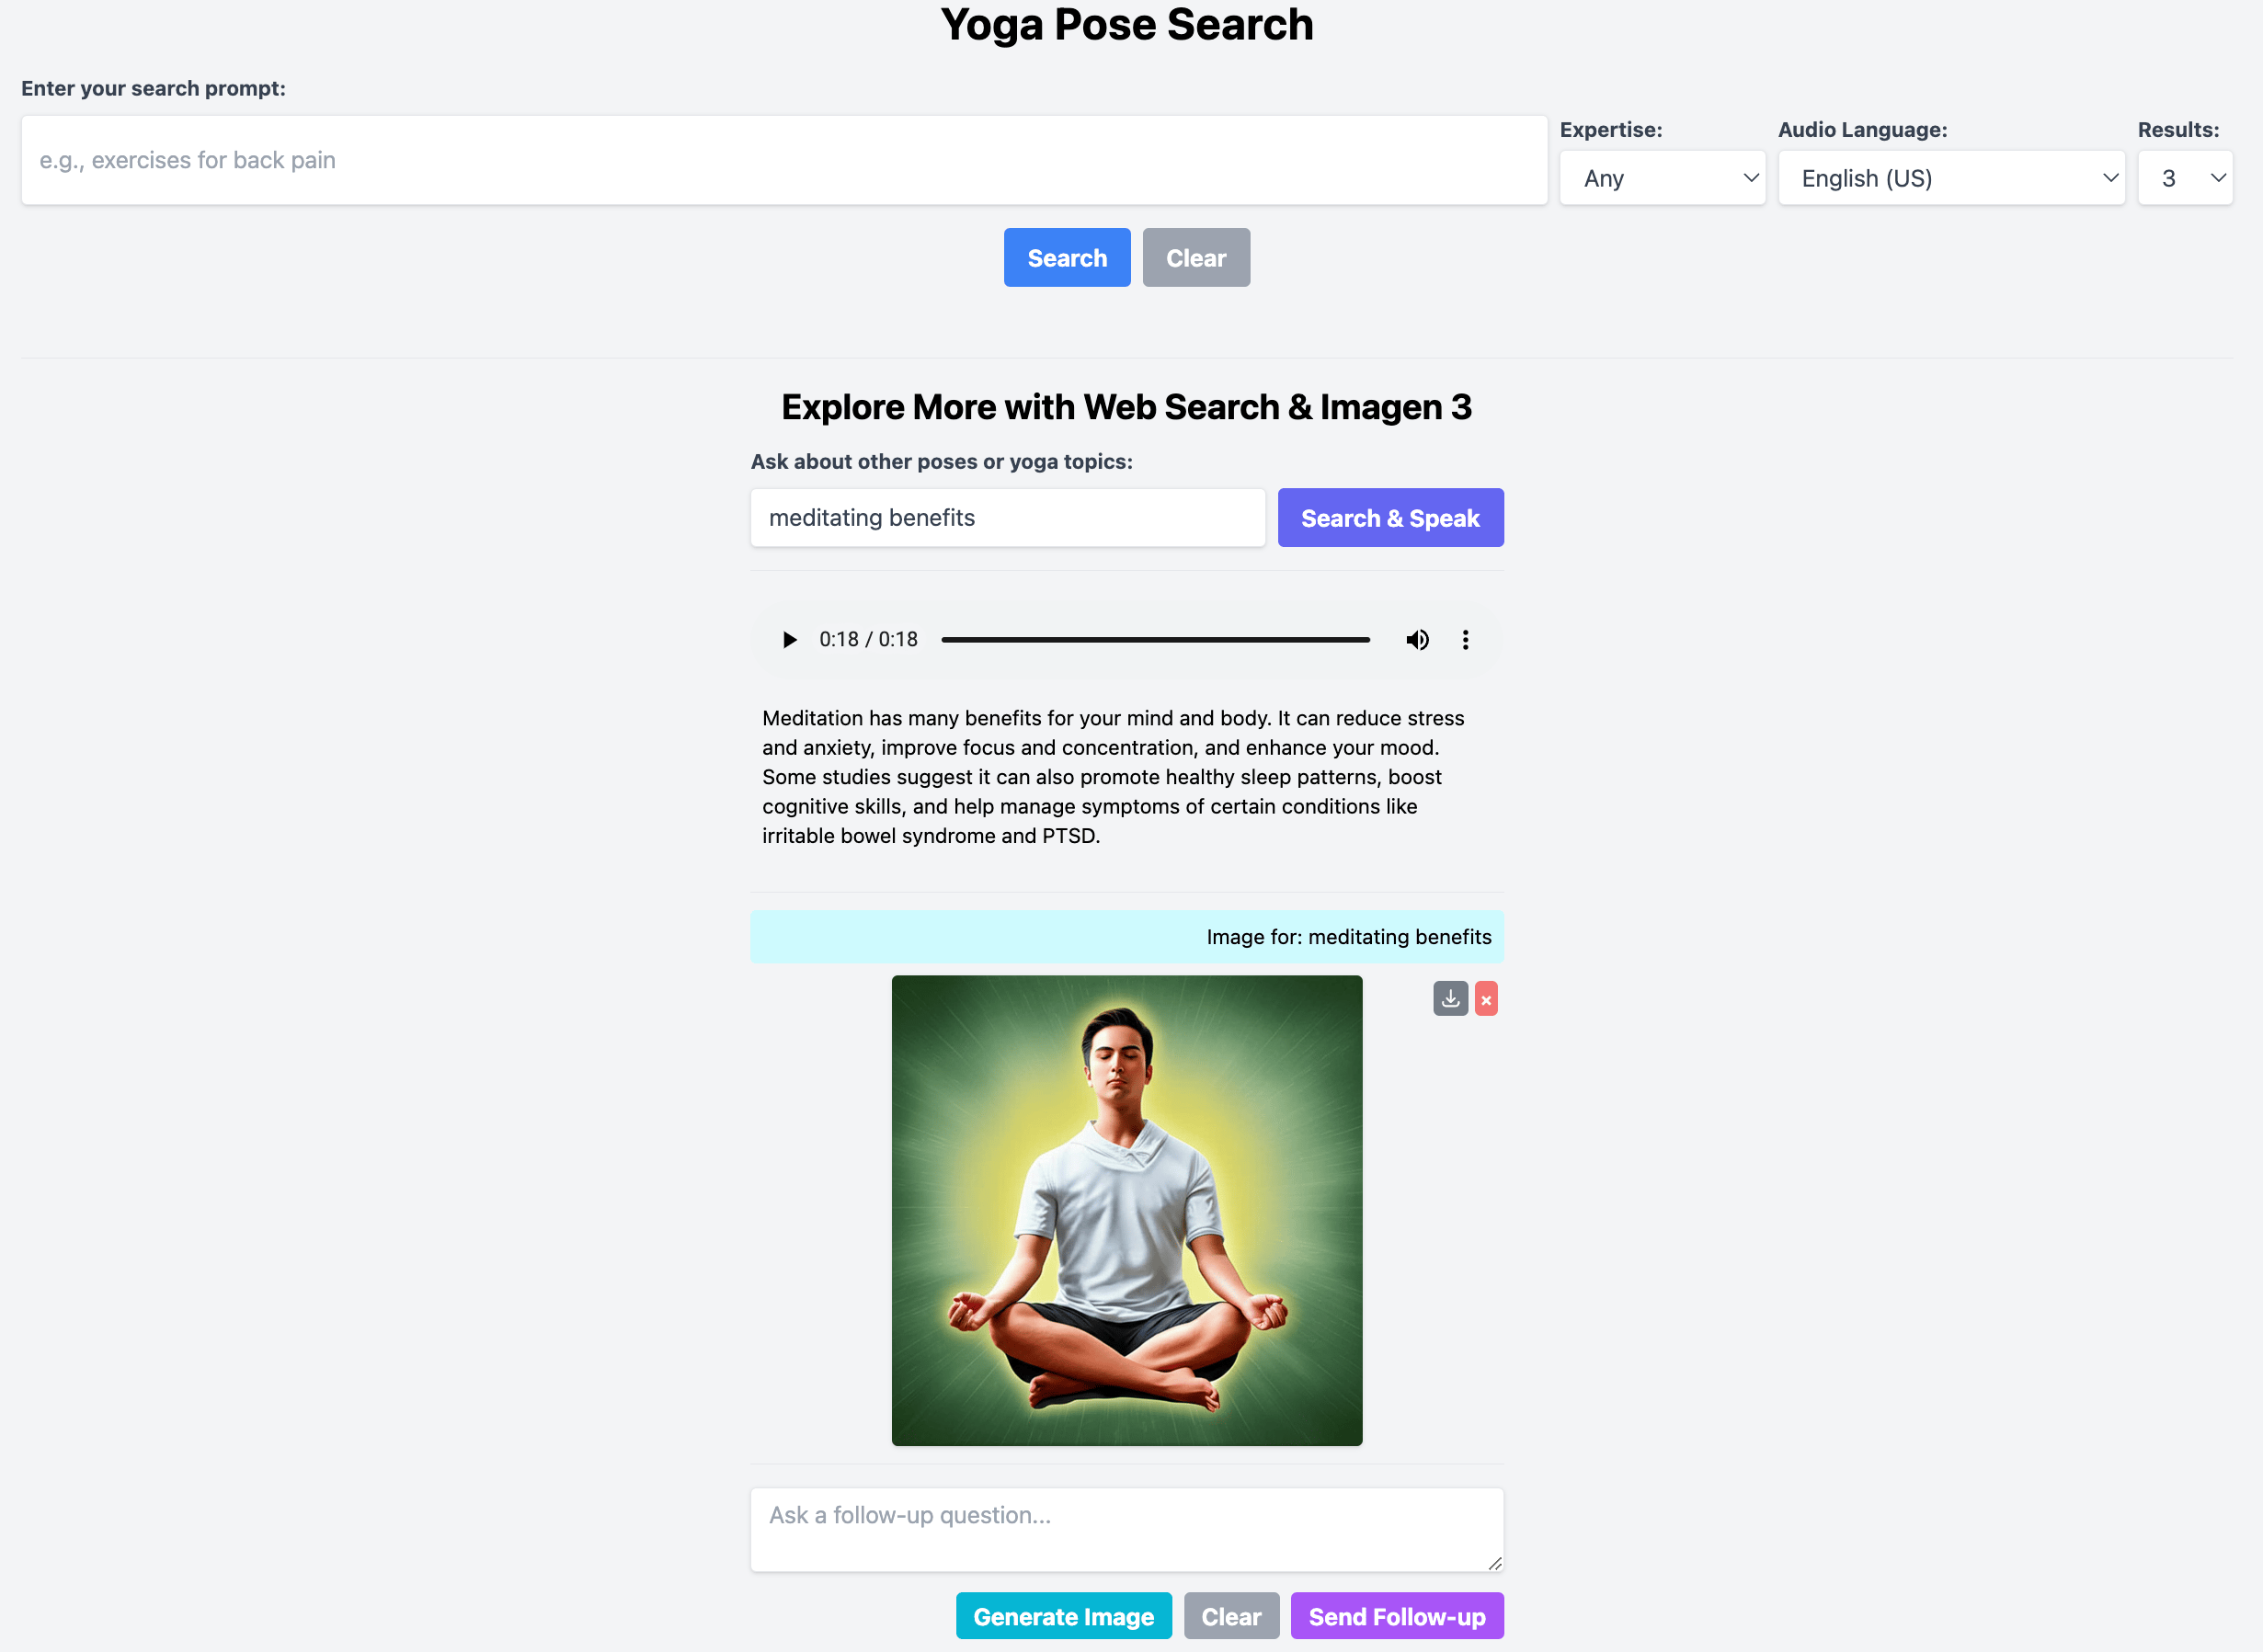 Yoga Pose Search
Enter your search prompt:
e.g., exercises for back pain
Expertise:
Any
Audio Language:
English (US)
Results:
3
Search
Clear
Explore More with Web Search & Imagen 3
Ask about other poses or yoga topics:
meditating benefits
Search & Speak
0:18 / 0:18
Meditation has many benefits for your mind and body. It can reduce stress
and anxiety, improve focus and concentration, and enhance your mood.
Some studies suggest it can also promote healthy sleep patterns, boost
cognitive skills, and help manage symptoms of certain conditions like
irritable bowel syndrome and PTSD.
Image for: meditating benefits
Ask a follow-up question...
Generate Image
Clear
Send Follow-up